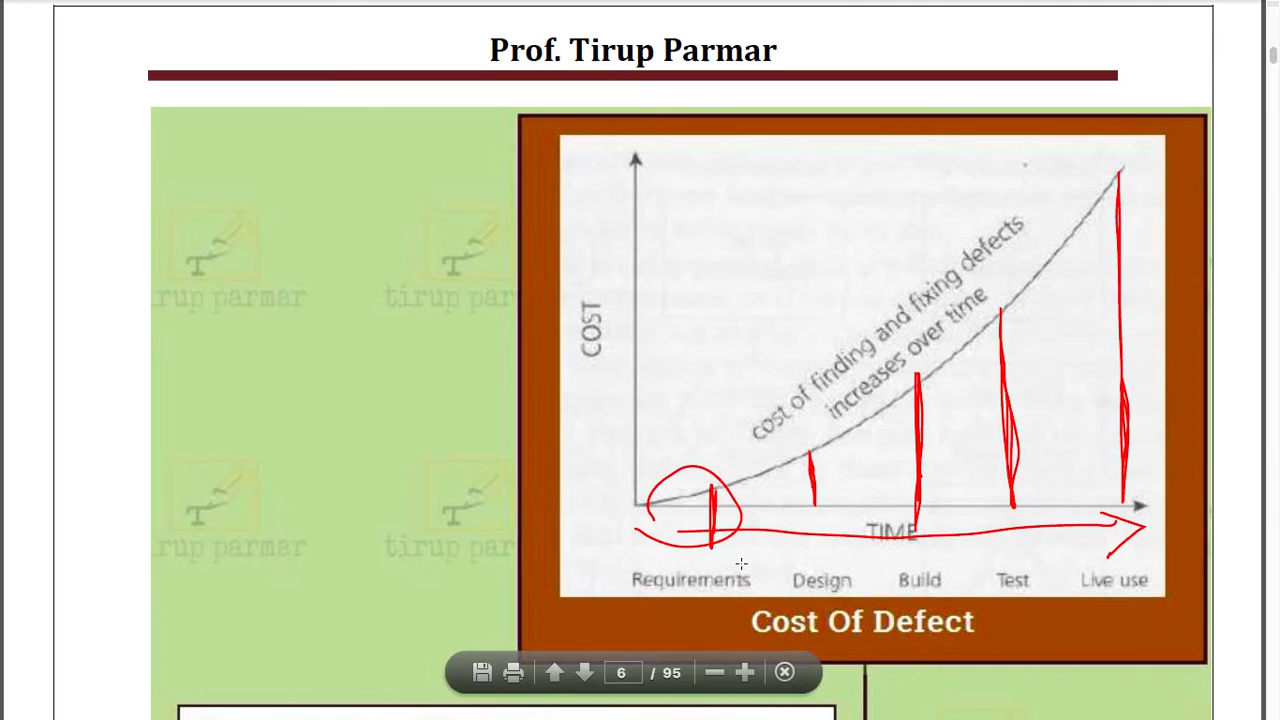 Prof. Tirup Parmar
COST
cost of finding and fixing defects
increases over time
TIME
Requirements Design Build Test Live use
Cost Of Defect
tirup parmar
tirup parmar
tirup parmar
tirup parmar
6 / 95